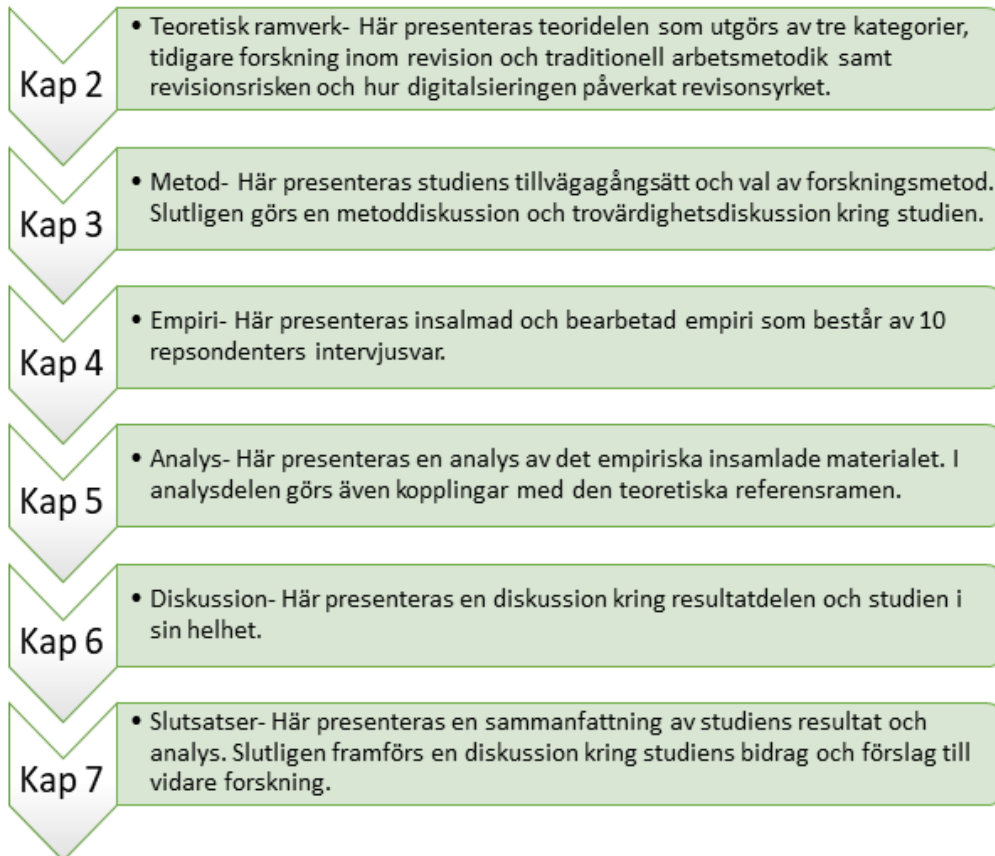 Kap 2
• Teoretisk ramverk- Här presenteras teoridelen som utgörs av tre kategorier,
tidigare forskning inom revision och traditionell arbetsmetodik samt
revisionsrisken och hur digitalsieringen påverkat revisonsyrket.
Kap 3
• Metod- Här presenteras studiens tillvägagångsätt och val av forskningsmetod.
Slutligen görs en metoddiskussion och trovärdighetsdiskussion kring studien.
Kap 4
• Empiri- Här presenteras insalmad och bearbetad empiri som består av 10
repsondenters intervjusvar.
Kap 5
• Analys- Här presenteras en analys av det empiriska insamlade materialet. I
analysdelen görs även kopplingar med den teoretiska referensramen.
Kap 6
• Diskussion- Här presenteras en diskussion kring resultatdelen och studien i
sin helhet.
Kap 7
• Slutsatser- Här presenteras en sammanfattning av studiens resultat och
analys. Slutligen framförs en diskussion kring studiens bidrag och förslag till
vidare forskning.